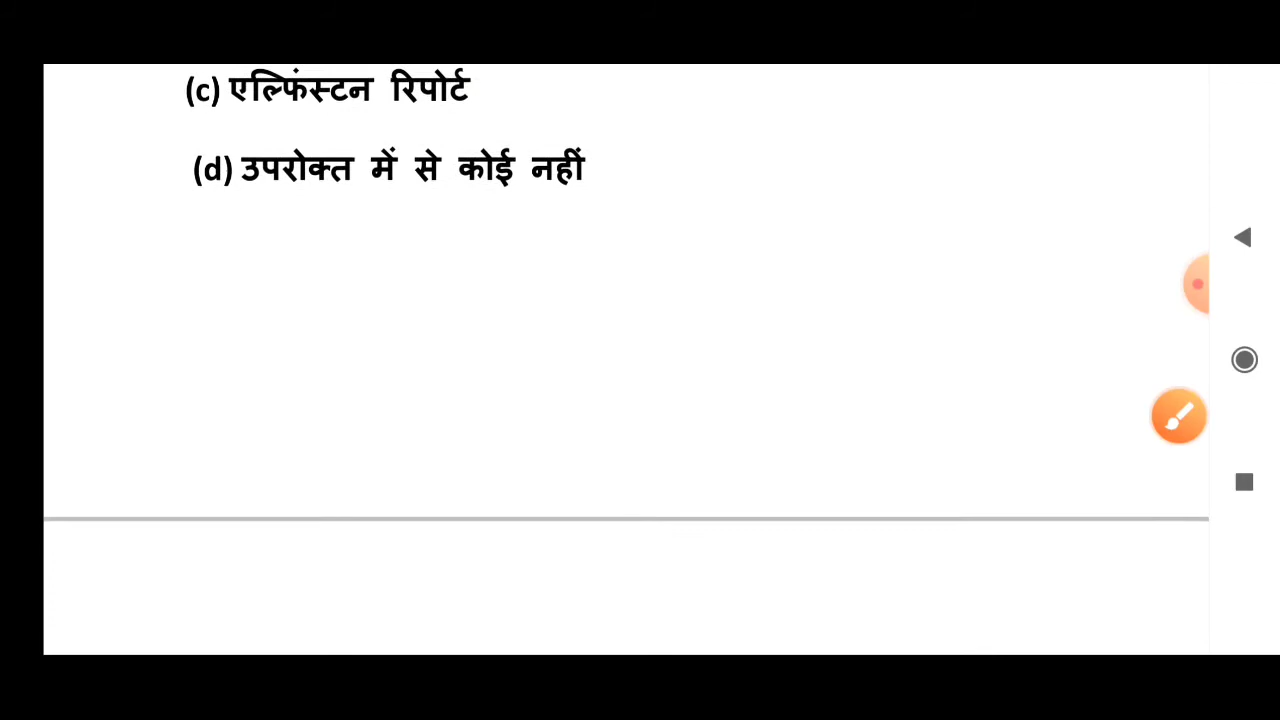 (c) एल्फिंस्टन रिपोर्ट
(d) उपरोक्त में से कोई नहीं